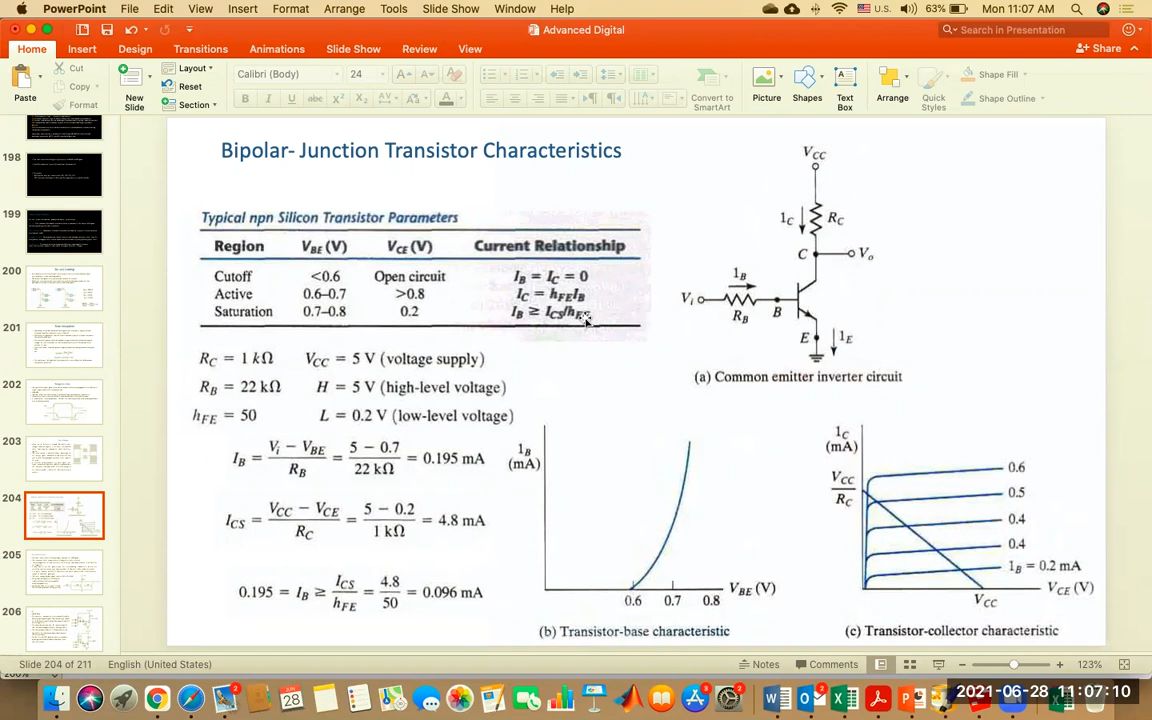 PowerPoint File Edit View Insert Format Arrange Tools Slide Show Window Help U.S. 63% Mon 11:07 AM
Advanced Digital
Search in Presentation
Home Insert Design Transitions Animations Slide Show Review View Share
Paste Cut Copy Format
New Slide Layout Reset Section
Calibri (Body) 24
B I U abc X² X₂ AV Aa A
Convert to SmartArt
Picture Shapes Text Box Arrange Quick Styles Shape Fill Shape Outline
198
199
200
201
202
203
204
205
206
Bipolar- Junction Transistor Characteristics
Typical npn Silicon Transistor Parameters
Region V_BE (V) V_CE (V) Current Relationship
Cutoff <0.6 Open circuit I_B = I_C = 0
Active 0.6–0.7 >0.8 I_C = h_FE I_B
Saturation 0.7–0.8 0.2 I_B ≥ I_CS/h_FE
R_C = 1 kΩ V_CC = 5 V (voltage supply)
R_B = 22 kΩ H = 5 V (high-level voltage)
h_FE = 50 L = 0.2 V (low-level voltage)
I_B = (V_i − V_BE)/R_B = (5 − 0.7)/22 kΩ = 0.195 mA
I_CS = (V_CC − V_CE)/R_C = (5 − 0.2)/1 kΩ = 4.8 mA
0.195 = I_B ≥ I_CS/h_FE = 4.8/50 = 0.096 mA
V_CC
I_C R_C
C V_o
I_B
V_i R_B B
E I_E
(a) Common emitter inverter circuit
I_B
(mA)
0.6 0.7 0.8 V_BE (V)
(b) Transistor-base characteristic
I_C
(mA)
V_CC/R_C
0.6
0.5
0.4
0.4
I_B = 0.2 mA
V_CC V_CE (V)
(c) Transistor-collector characteristic
Slide 204 of 211 English (United States) Notes Comments 123%
200%
JUN 28
2021-06-28 11:07:10